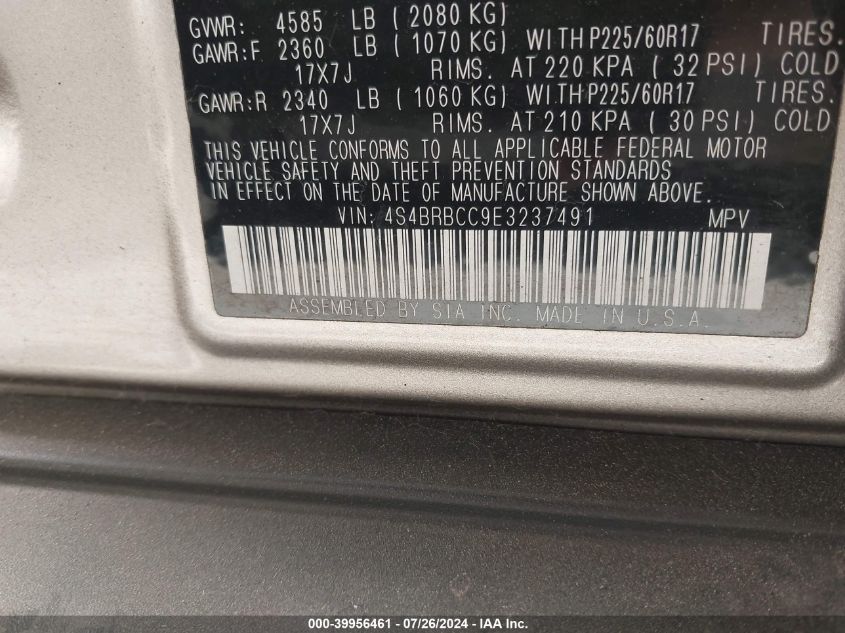 GVWR: 4585 LB ( 2080 KG)
GAWR:F 2360 LB ( 1070 KG) WITH P225/60R17 TIRES.
17X7J RIMS. AT 220 KPA ( 32 PSI) COLD
GAWR:R 2340 LB ( 1060 KG) WITH P225/60R17 TIRES.
17X7J RIMS. AT 210 KPA ( 30 PSI) COLD
THIS VEHICLE CONFORMS TO ALL APPLICABLE FEDERAL MOTOR
VEHICLE SAFETY AND THEFT PREVENTION STANDARDS
IN EFFECT ON THE DATE OF MANUFACTURE SHOWN ABOVE.
VIN: 4S4BRBCC9E3237491 MPV
ASSEMBLED BY SIA INC. MADE IN U.S.A.
000-39956461 - 07/26/2024 - IAA Inc.